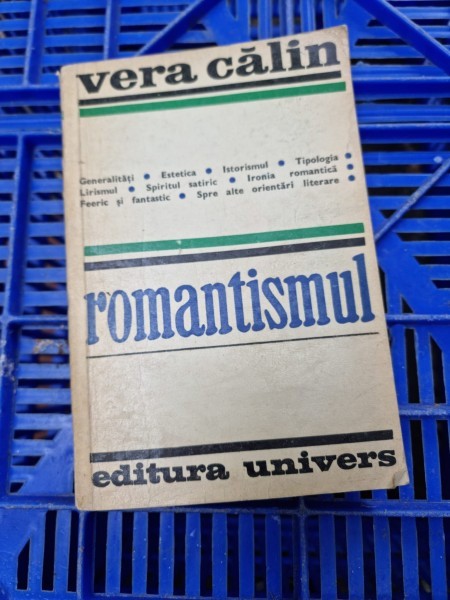 vera călin
Generalități • Estetica • Istorismul • Tipologia •
Lirismul • Spiritul satiric • Ironia romantică •
Feeric și fantastic • Spre alte orientări literare •
romantismul
editura univers